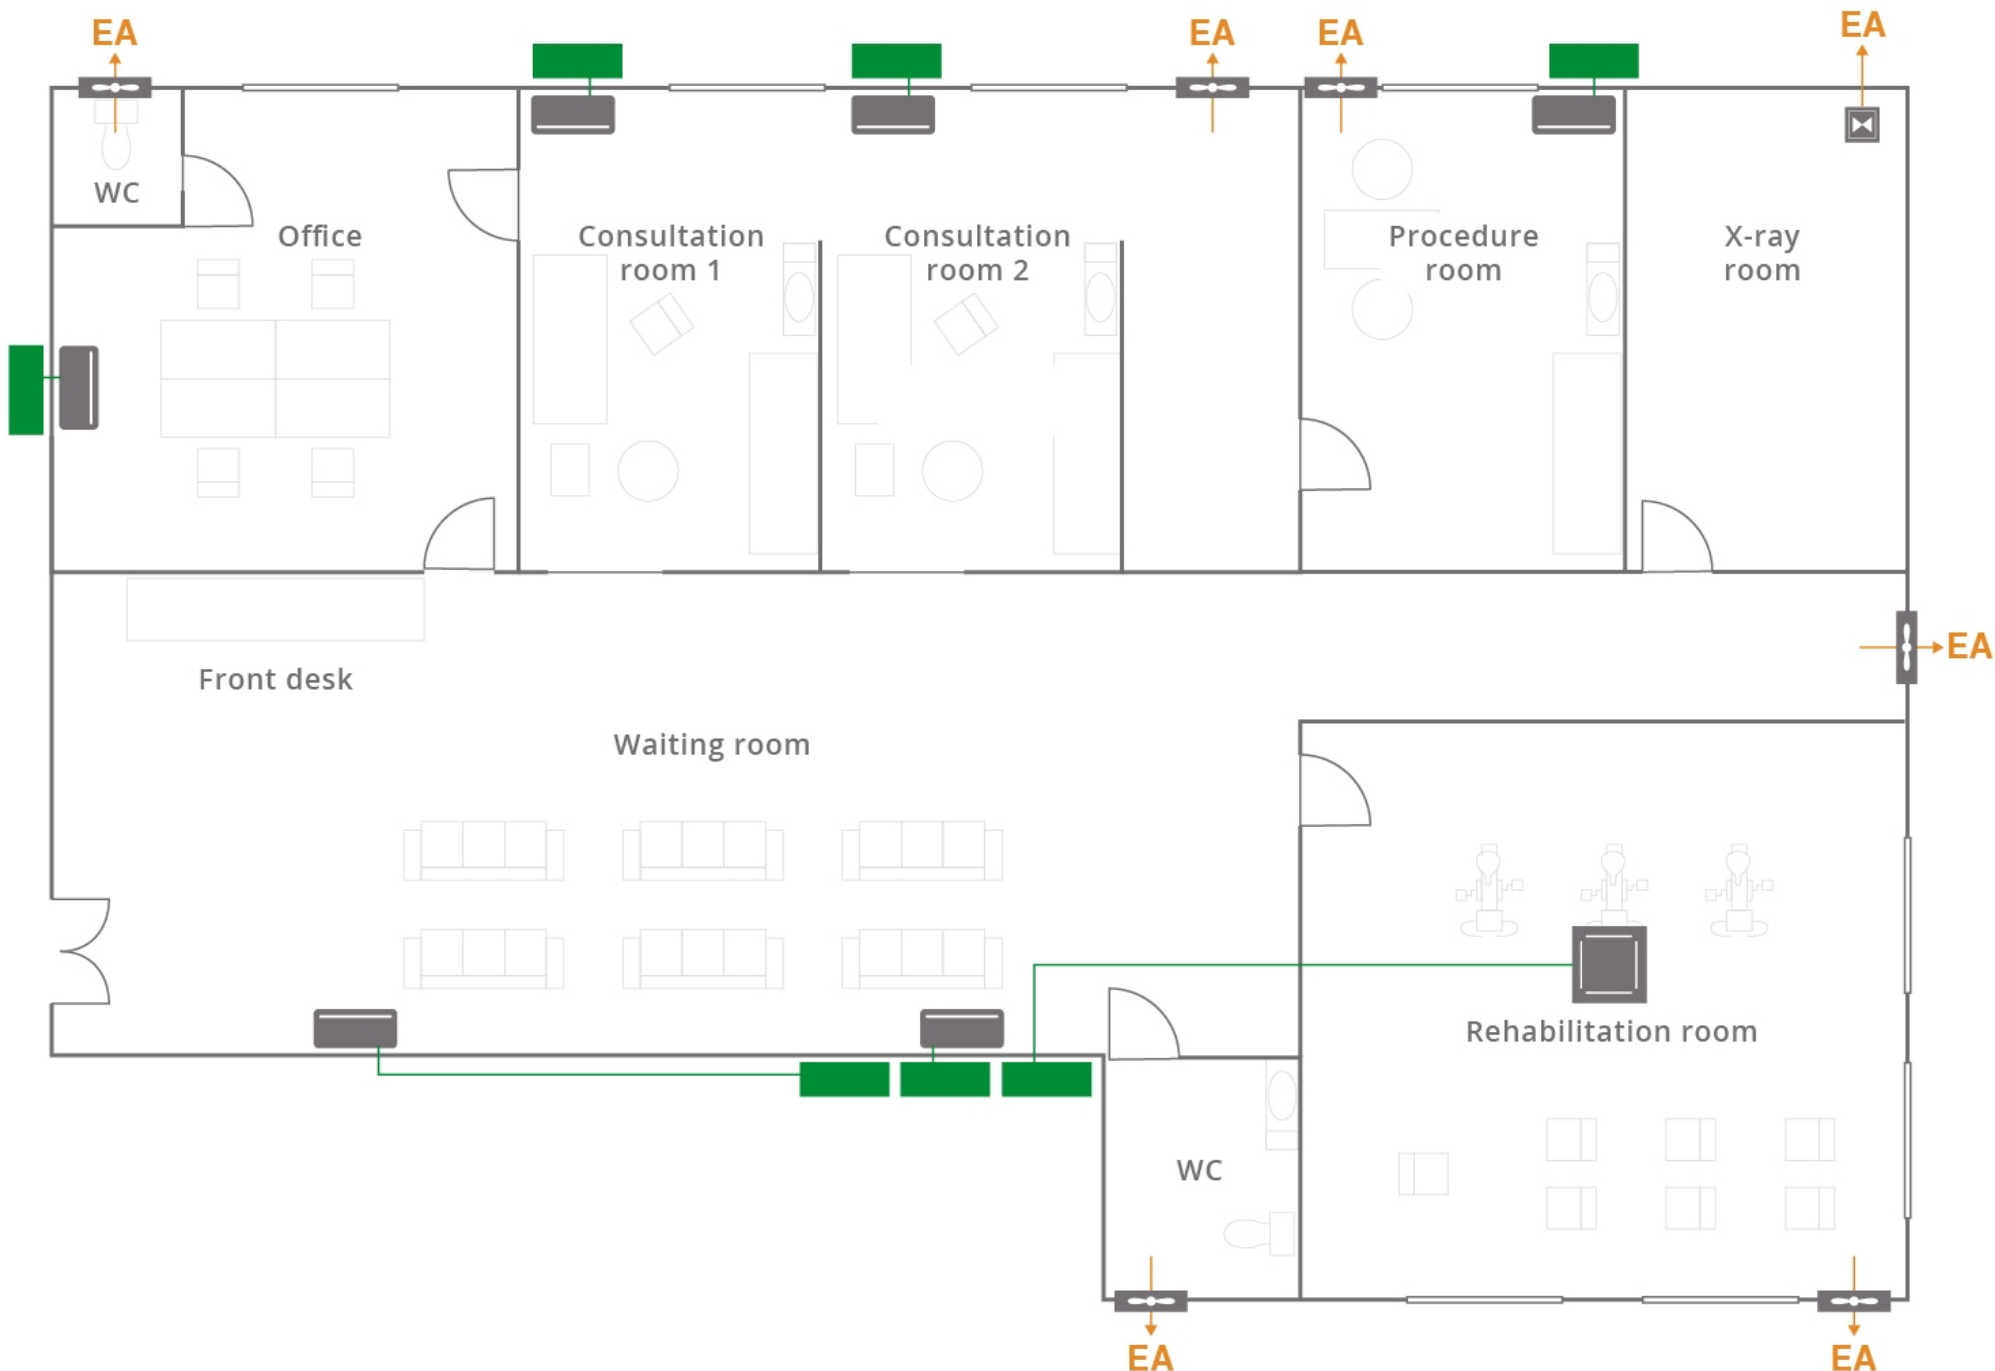 EA
EA
EA
EA
WC
Office
Consultation
room 1
Consultation
room 2
Procedure
room
X-ray
room
EA
Front desk
Waiting room
Rehabilitation room
WC
EA
EA